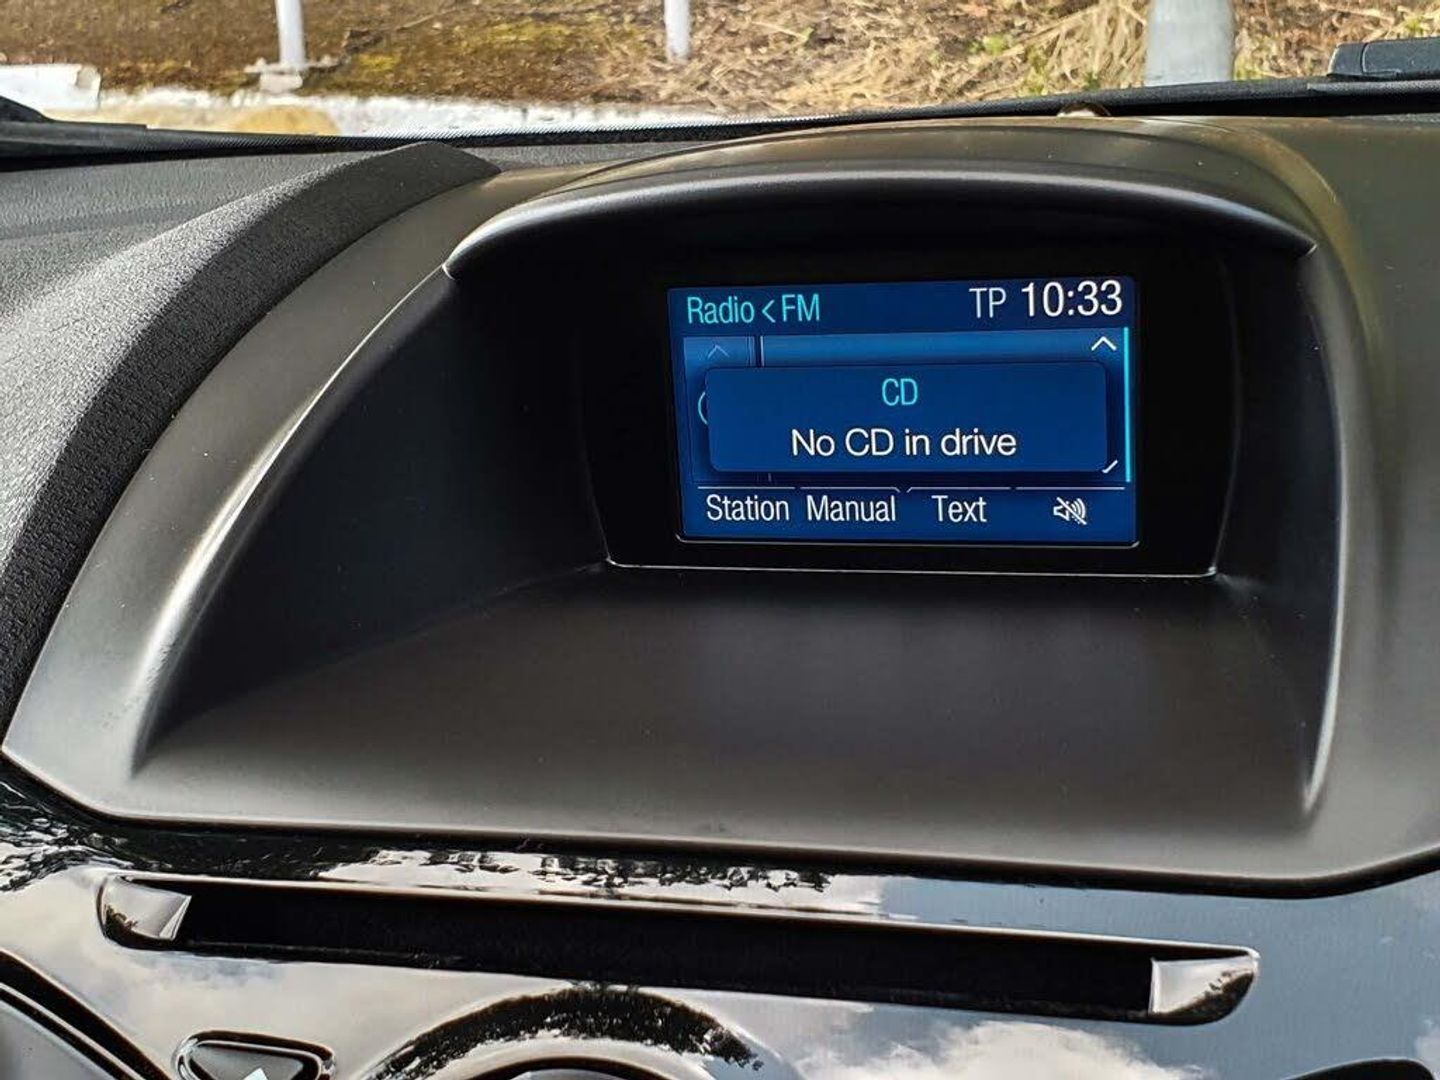 Radio < FM TP 10:33
CD
No CD in drive
Station Manual Text